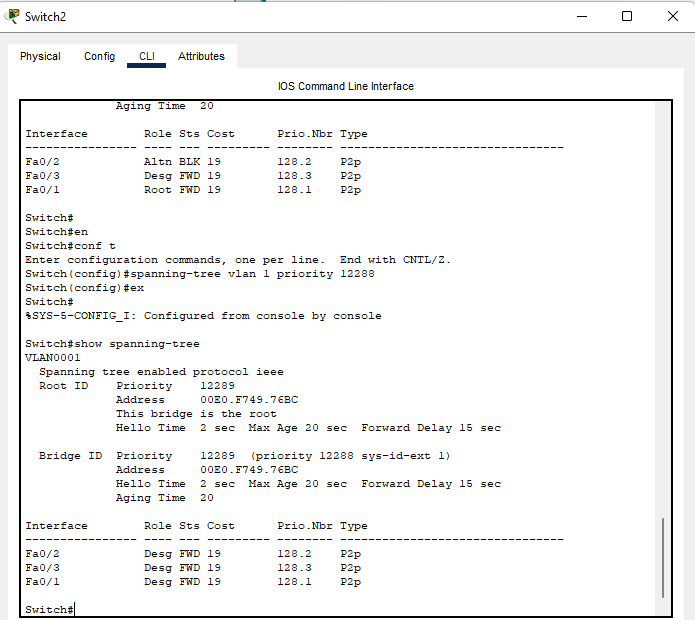 Switch2
Physical Config CLI Attributes
IOS Command Line Interface
Aging Time 20
Interface Role Sts Cost Prio.Nbr Type
---------------- ---- --- --------- -------- --------------------------------
Fa0/2 Altn BLK 19 128.2 P2p
Fa0/3 Desg FWD 19 128.3 P2p
Fa0/1 Root FWD 19 128.1 P2p
Switch#
Switch#en
Switch#conf t
Enter configuration commands, one per line. End with CNTL/Z.
Switch(config)#spanning-tree vlan 1 priority 12288
Switch(config)#ex
Switch#
%SYS-5-CONFIG_I: Configured from console by console
Switch#show spanning-tree
VLAN0001
Spanning tree enabled protocol ieee
Root ID Priority 12289
Address 00E0.F749.76BC
This bridge is the root
Hello Time 2 sec Max Age 20 sec Forward Delay 15 sec
Bridge ID Priority 12289 (priority 12288 sys-id-ext 1)
Address 00E0.F749.76BC
Hello Time 2 sec Max Age 20 sec Forward Delay 15 sec
Aging Time 20
Interface Role Sts Cost Prio.Nbr Type
---------------- ---- --- --------- -------- --------------------------------
Fa0/2 Desg FWD 19 128.2 P2p
Fa0/3 Desg FWD 19 128.3 P2p
Fa0/1 Desg FWD 19 128.1 P2p
Switch#